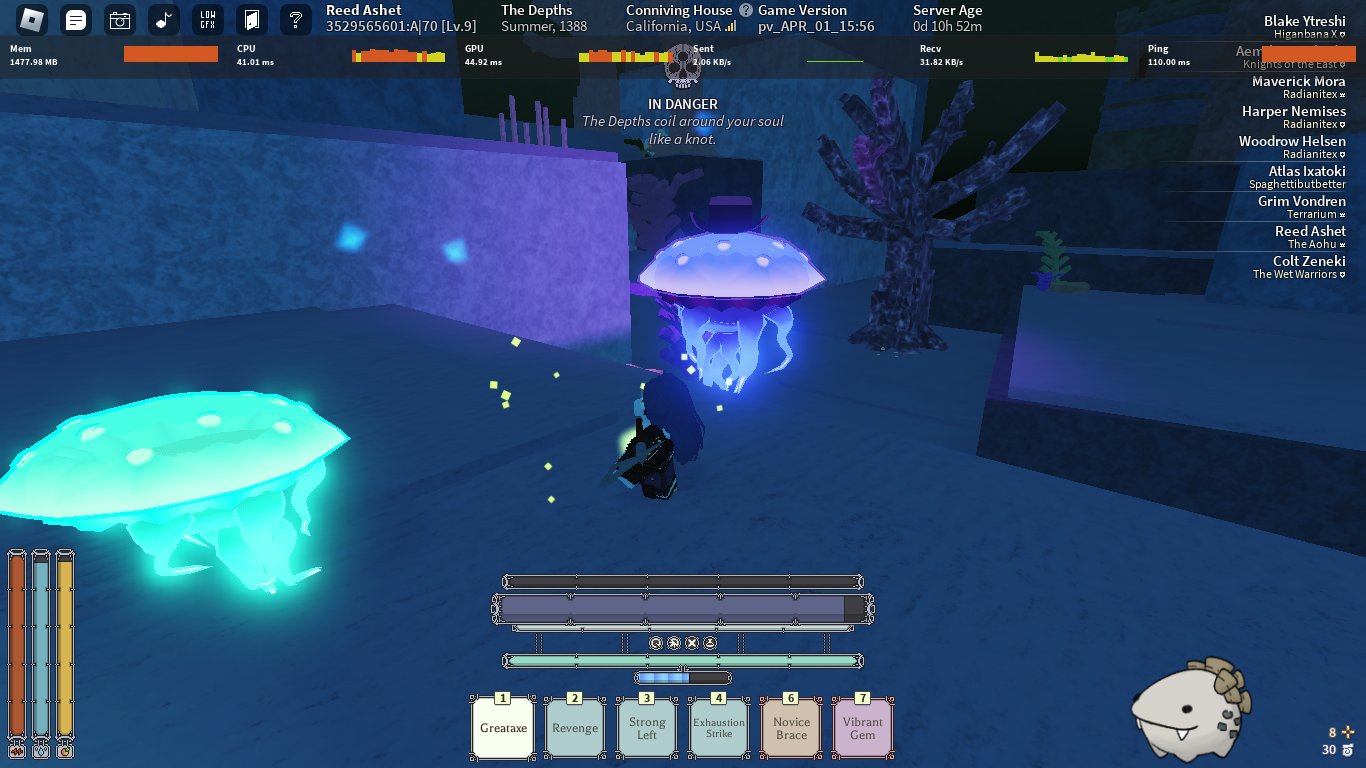 Reed Ashet
3529565601:A|70 [Lv.9]
The Depths
Summer, 1388
Conniving House
California, USA
?
Game Version
pv_APR_01_15:56
Server Age
0d 10h 52m
LOW
GFX
?
Mem
1477.98 MB
CPU
41.01 ms
GPU
44.92 ms
Sent
2.06 KB/s
Recv
31.82 KB/s
Ping
110.00 ms
IN DANGER
The Depths coil around your soul
like a knot.
Blake Ytreshi
Higanbana X
Knights of the East
Maverick Mora
Radianitex
Harper Nemises
Radianitex
Woodrow Helsen
Radianitex
Atlas Ixatoki
Spaghettibutbetter
Grim Vondren
Terrarium
Reed Ashet
The Aohu
Colt Zeneki
The Wet Warriors
1
Greataxe
2
Revenge
3
Strong
Left
4
Exhaustion
Strike
6
Novice
Brace
7
Vibrant
Gem
8
30